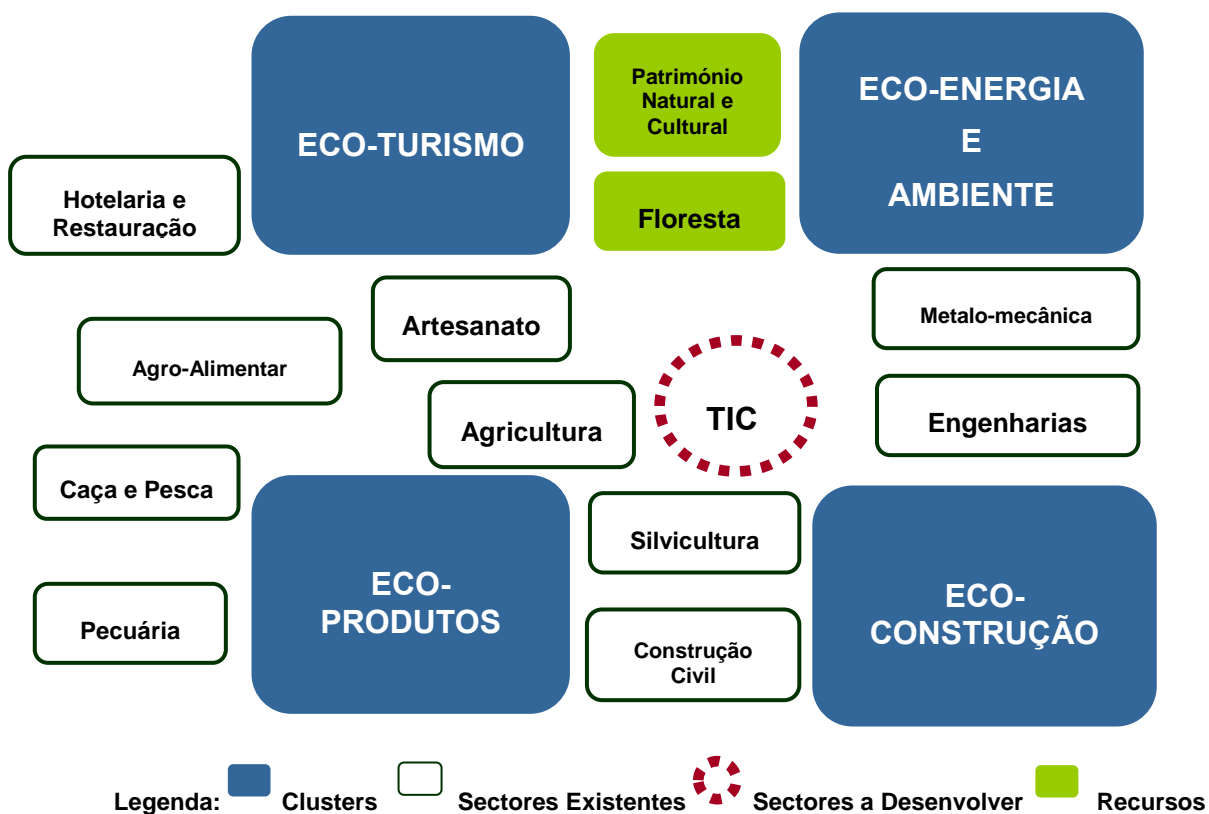 ECO-TURISMO
Património
Natural e
Cultural
ECO-ENERGIA
E
AMBIENTE
Hotelaria e
Restauração
Floresta
Artesanato
Metalo-mecânica
Agro-Alimentar
Agricultura
TIC
Engenharias
Caça e Pesca
Silvicultura
ECO-
PRODUTOS
ECO-
CONSTRUÇÃO
Pecuária
Construção
Civil
Legenda: Clusters Sectores Existentes Sectores a Desenvolver Recursos